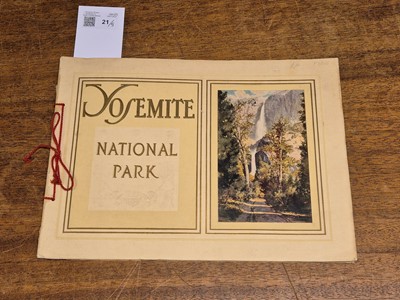 21
YOSEMITE
NATIONAL
PARK